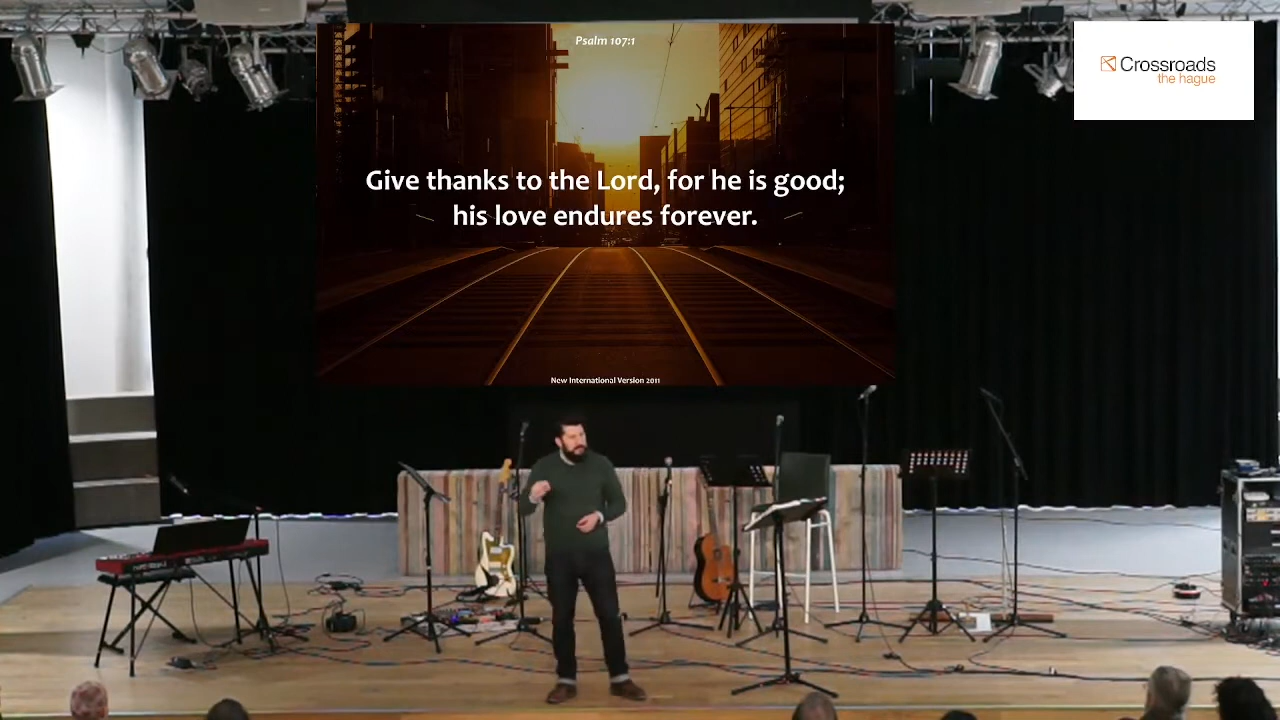 Psalm 107:1
Crossroads
the hague
Give thanks to the Lord, for he is good;
his love endures forever.
New International Version 2011